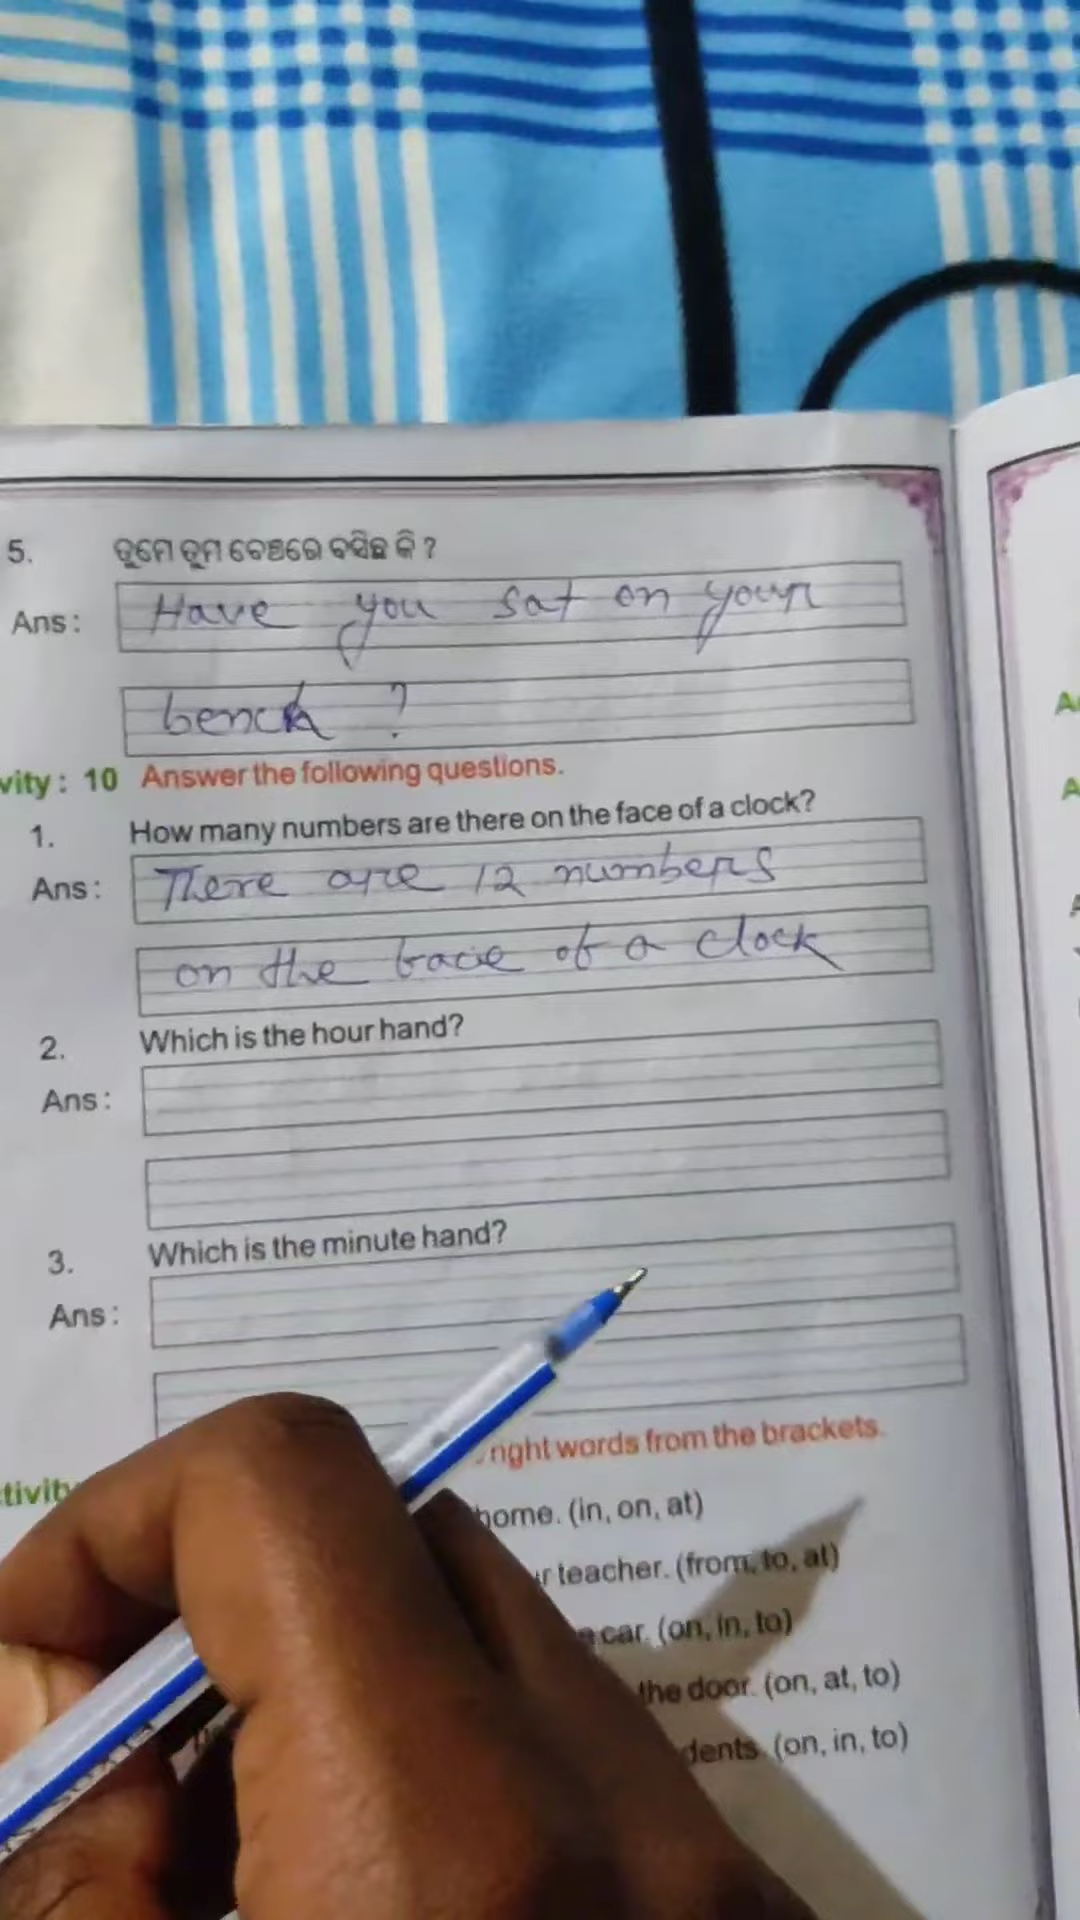 5. ତୁମେ ତୁମ ବେଞ୍ଚରେ ବସିଛ କି ?
Ans : Have you sat on your
bench ?
vity : 10 Answer the following questions.
1. How many numbers are there on the face of a clock?
Ans : There are 12 numbers
on the face of a clock
2. Which is the hour hand?
Ans :
3. Which is the minute hand?
Ans :
tivity right words from the brackets.
home. (in, on, at)
teacher. (from, to, at)
car. (on, in, to)
the door. (on, at, to)
dents. (on, in, to)